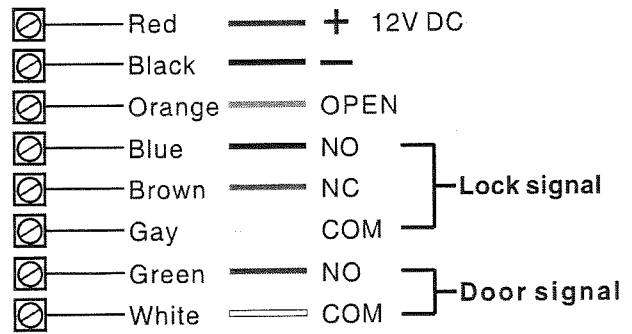 Red + 12V DC
Black −
Orange OPEN
Blue NO
Brown NC Lock signal
Gay COM
Green NO
Door signal
White COM